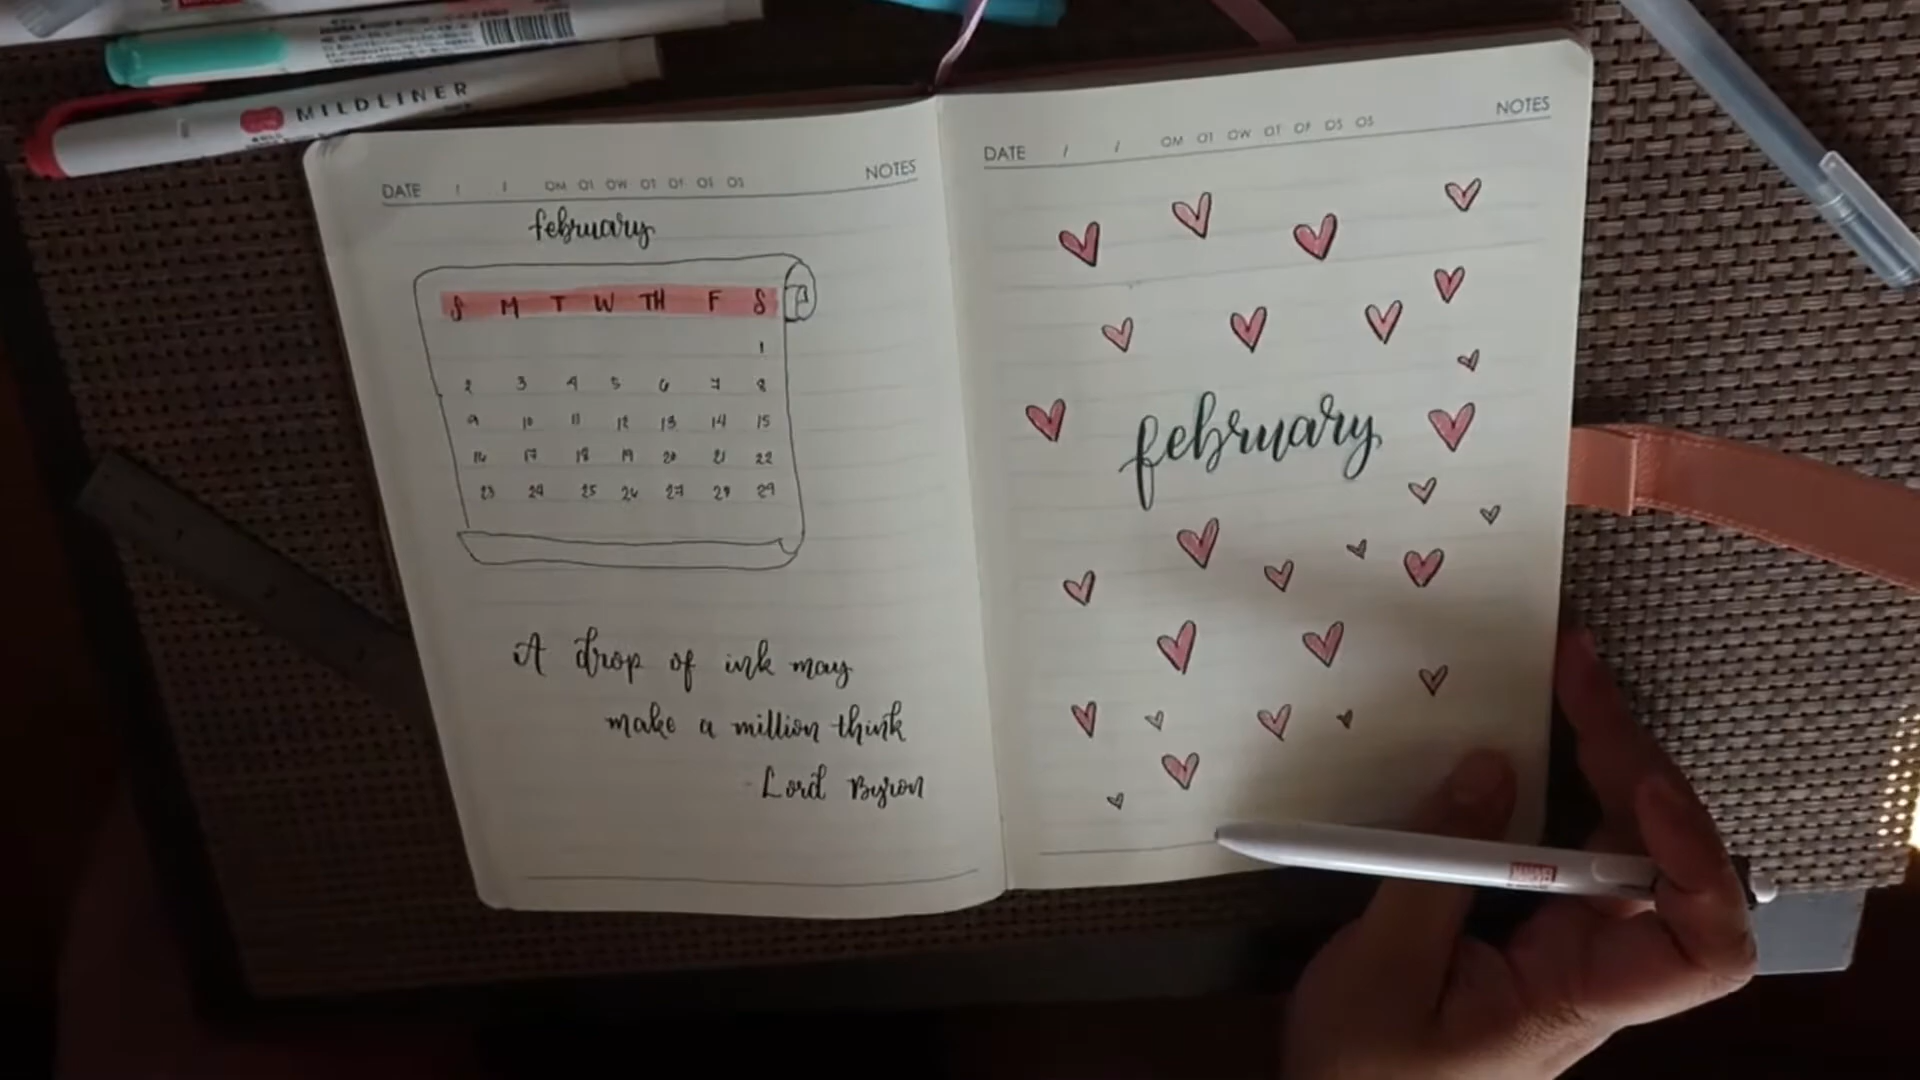 MILDLINER
DATE / / OM OT OW OT OF OS OS NOTES
february
S M T W TH F S
1
2 3 4 5 6 7 8
9 10 11 12 13 14 15
16 17 18 19 20 21 22
23 24 25 26 27 28 29
A drop of ink may
make a million think
- Lord Byron
DATE / / OM OT OW OT OF OS OS NOTES
february